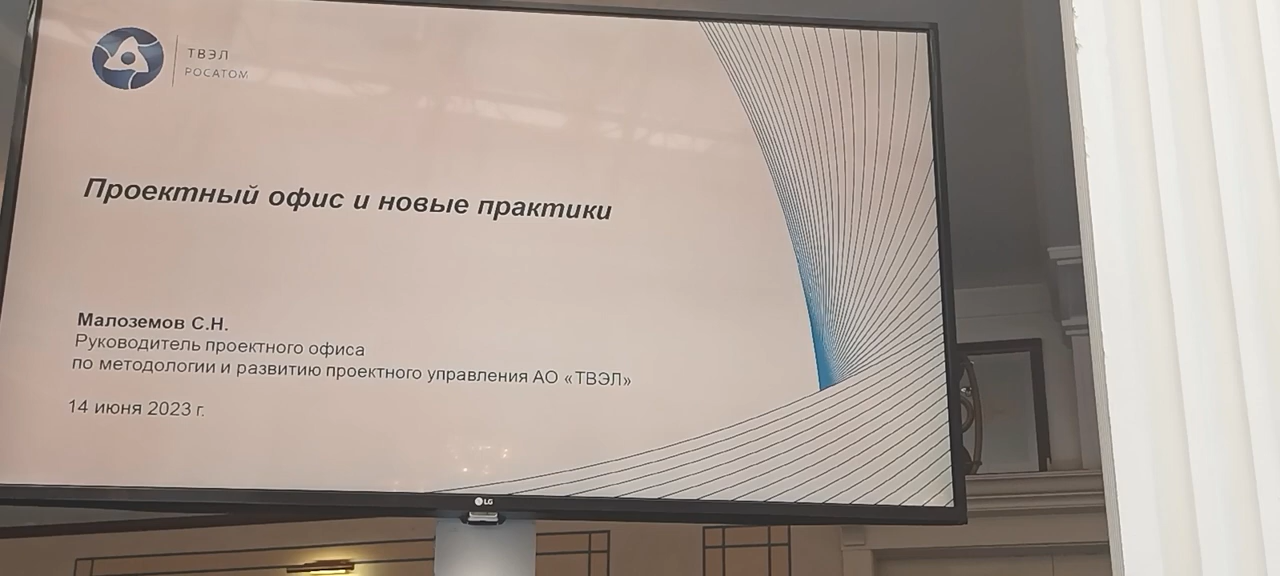 ТВЭЛ
РОСАТОМ
Проектный офис и новые практики
Малоземов С.Н.
Руководитель проектного офиса
по методологии и развитию проектного управления АО «ТВЭЛ»
14 июня 2023 г.
LG